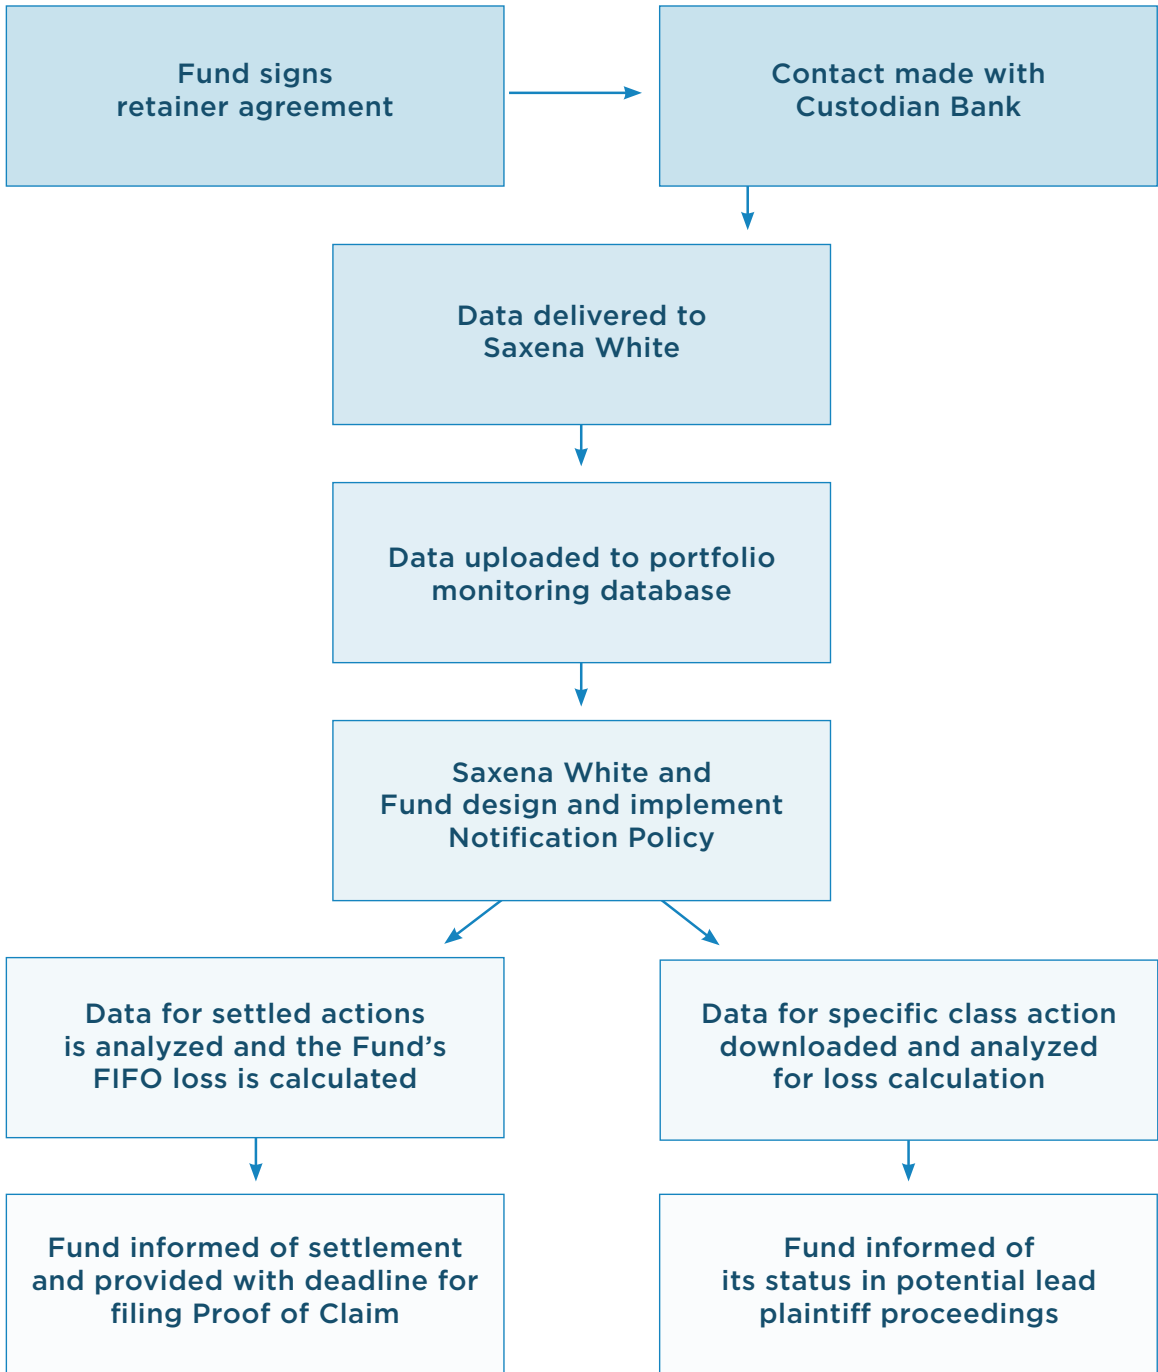 Fund signs
retainer agreement
Contact made with
Custodian Bank
Data delivered to
Saxena White
Data uploaded to portfolio
monitoring database
Saxena White and
Fund design and implement
Notification Policy
Data for settled actions
is analyzed and the Fund’s
FIFO loss is calculated
Data for specific class action
downloaded and analyzed
for loss calculation
Fund informed of settlement
and provided with deadline for
filing Proof of Claim
Fund informed of
its status in potential lead
plaintiff proceedings